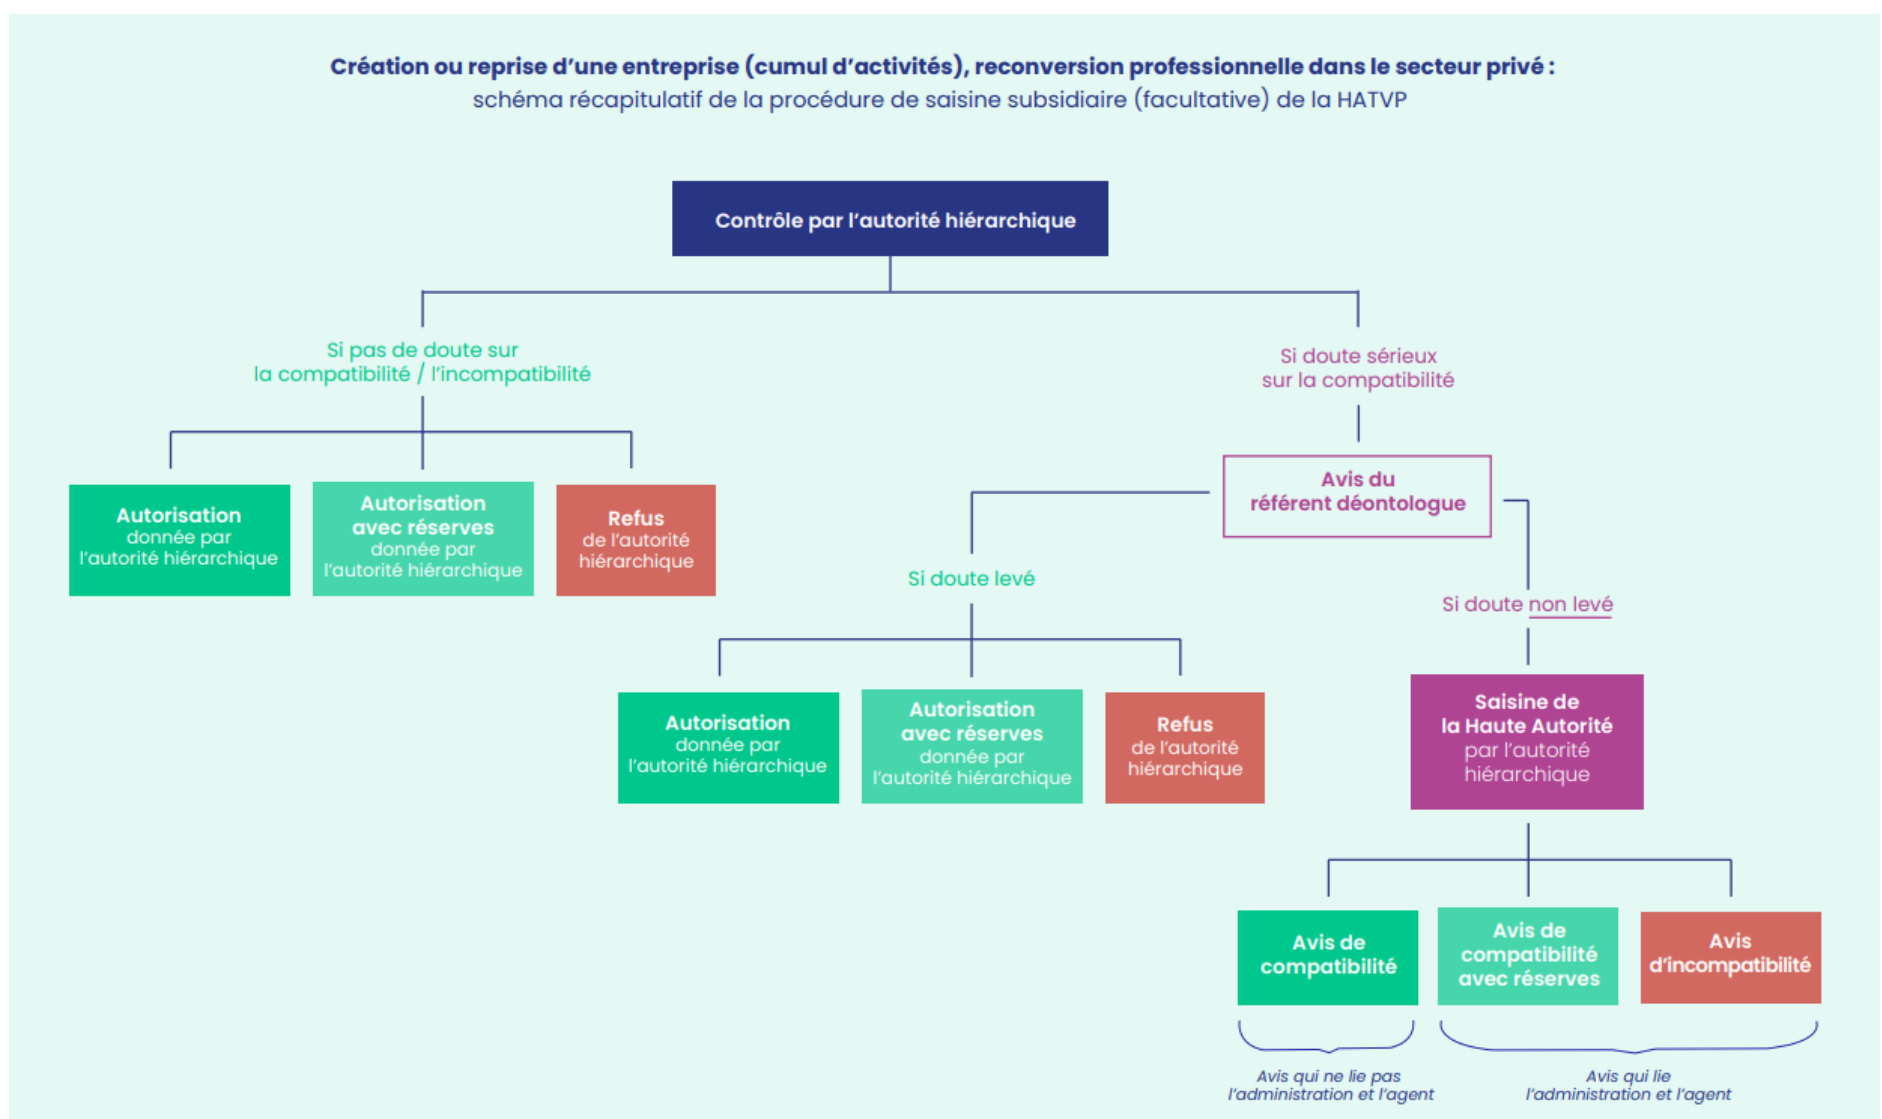 Création ou reprise d'une entreprise (cumul d'activités), reconversion professionnelle dans le secteur privé :
schéma récapitulatif de la procédure de saisine subsidiaire (facultative) de la HATVP
Contrôle par l'autorité hiérarchique
Si pas de doute sur
la compatibilité / l'incompatibilité
Si doute sérieux
sur la compatibilité
Autorisation
donnée par
l'autorité hiérarchique
Autorisation
avec réserves
donnée par
l'autorité hiérarchique
Refus
de l'autorité
hiérarchique
Avis du
référent déontologue
Si doute levé
Si doute non levé
Autorisation
donnée par
l'autorité hiérarchique
Autorisation
avec réserves
donnée par
l'autorité hiérarchique
Refus
de l'autorité
hiérarchique
Saisine de
la Haute Autorité
par l'autorité
hiérarchique
Avis de
compatibilité
Avis de
compatibilité
avec réserves
Avis
d'incompatibilité
Avis qui ne lie pas
l'administration et l'agent
Avis qui lie
l'administration et l'agent